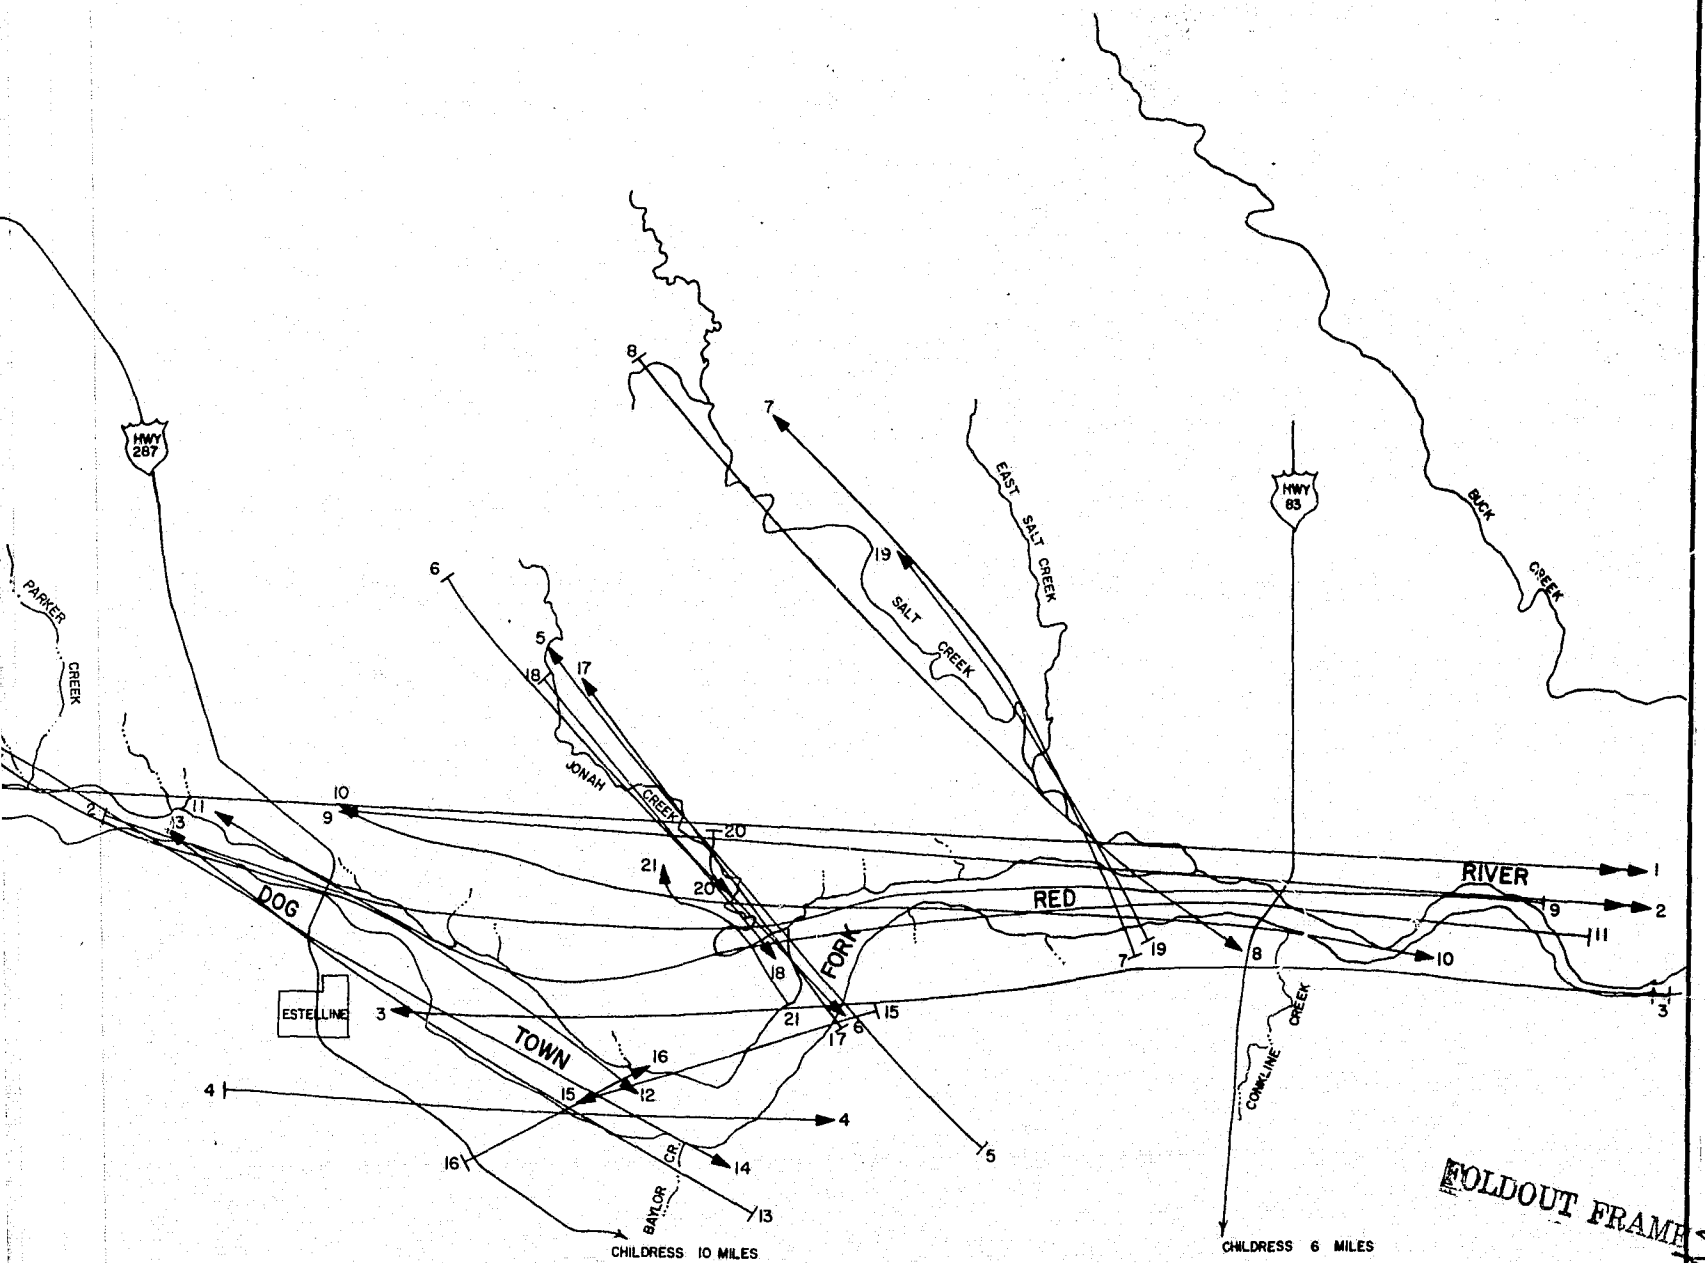 8
7
HWY
287
EAST
SALT CREEK
HWY
83
BUCK
CREEK
19
6
PARKER
CREEK
SALT
CREEK
5
17
18
JONAH
CREEK
10
9
2
11
13
20
21
20
1
RIVER
2
9
RED
DOG
FORK
11
19
7
8
10
18
ESTELLINE
3
21
15
6
17
3
TOWN
16
15
12
CONKLINE
CREEK
4
4
16
CR.
BAYLOR
14
5
13
CHILDRESS 10 MILES
CHILDRESS 6 MILES
FOLDOUT FRAME